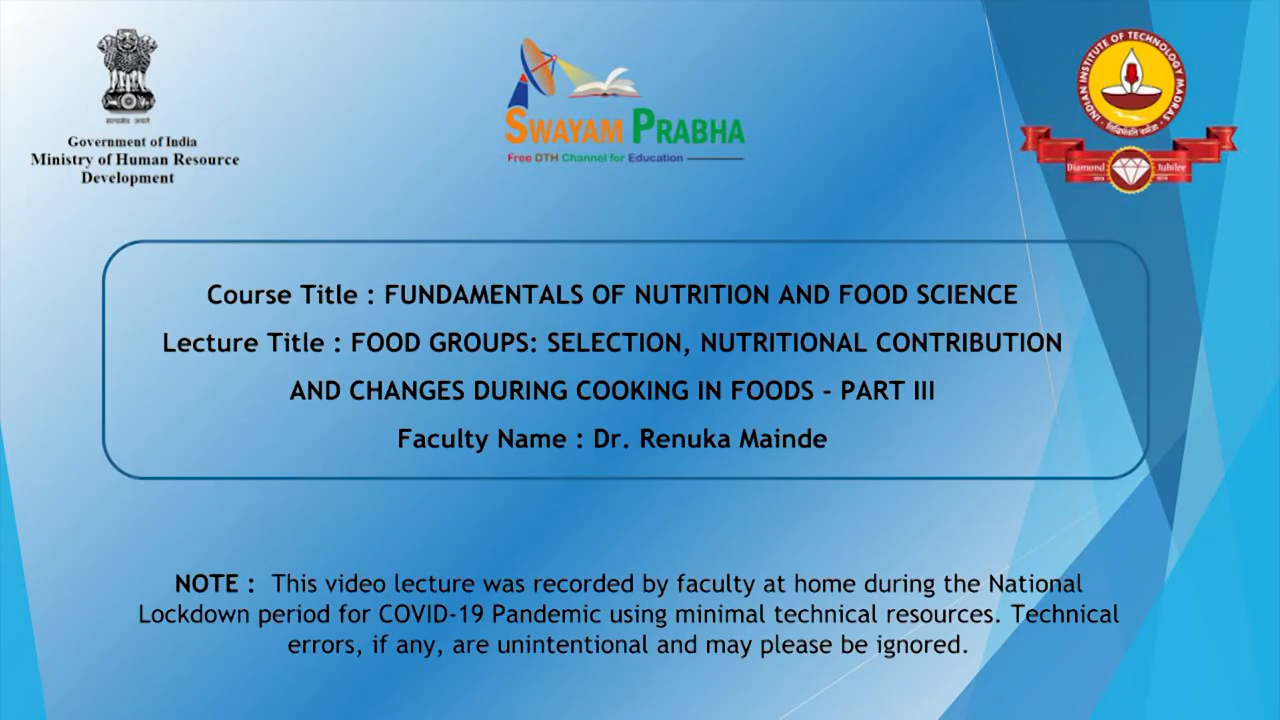 Government of India
Ministry of Human Resource
Development
SWAYAM PRABHA
Free DTH Channel for Education
INDIAN INSTITUTE OF TECHNOLOGY MADRAS
Diamond Jubilee
Course Title : FUNDAMENTALS OF NUTRITION AND FOOD SCIENCE
Lecture Title : FOOD GROUPS: SELECTION, NUTRITIONAL CONTRIBUTION
AND CHANGES DURING COOKING IN FOODS - PART III
Faculty Name : Dr. Renuka Mainde
NOTE : This video lecture was recorded by faculty at home during the National
Lockdown period for COVID-19 Pandemic using minimal technical resources. Technical
errors, if any, are unintentional and may please be ignored.